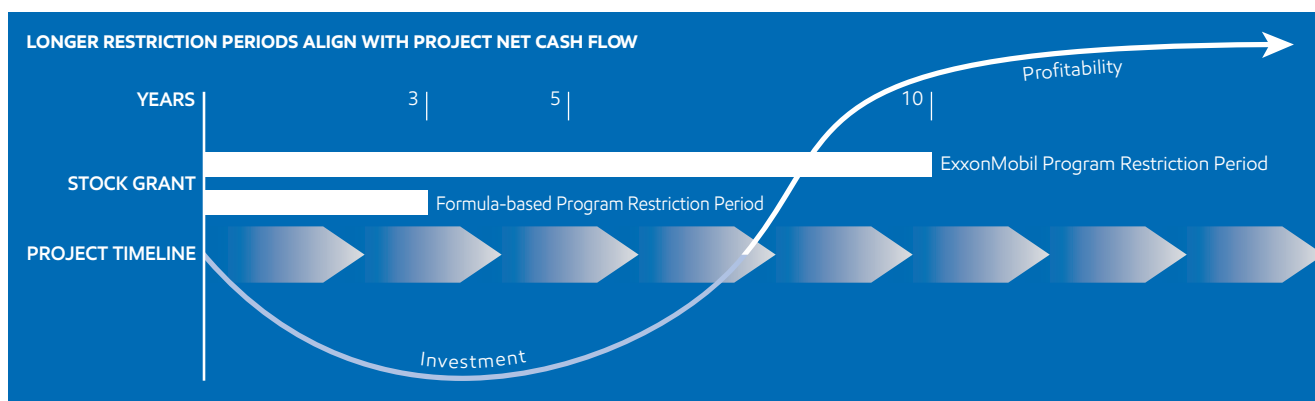 LONGER RESTRICTION PERIODS ALIGN WITH PROJECT NET CASH FLOW
Profitability
YEARS 3 5 10
ExxonMobil Program Restriction Period
STOCK GRANT
Formula-based Program Restriction Period
PROJECT TIMELINE
Investment